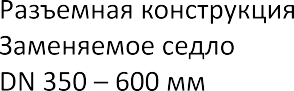 Разъемная конструкция
Заменяемое седло
DN 350 – 600 мм